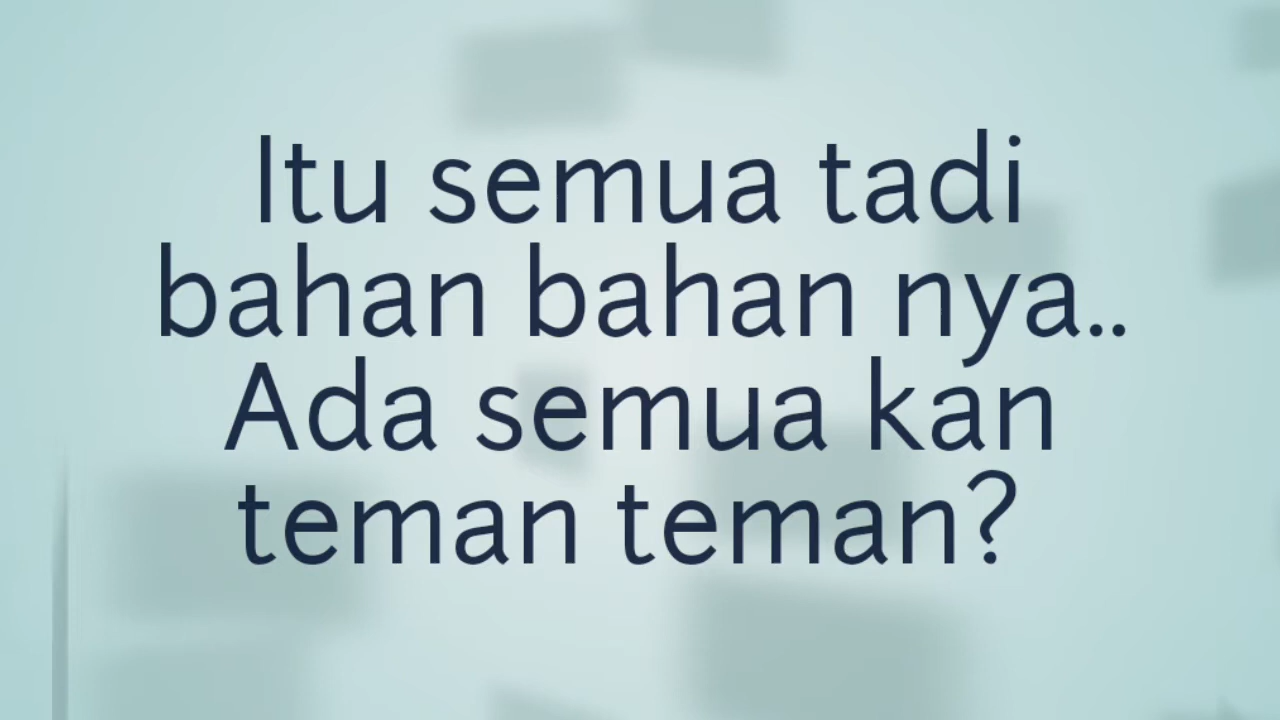 Itu semua tadi
bahan bahan nya..
Ada semua kan
teman teman?